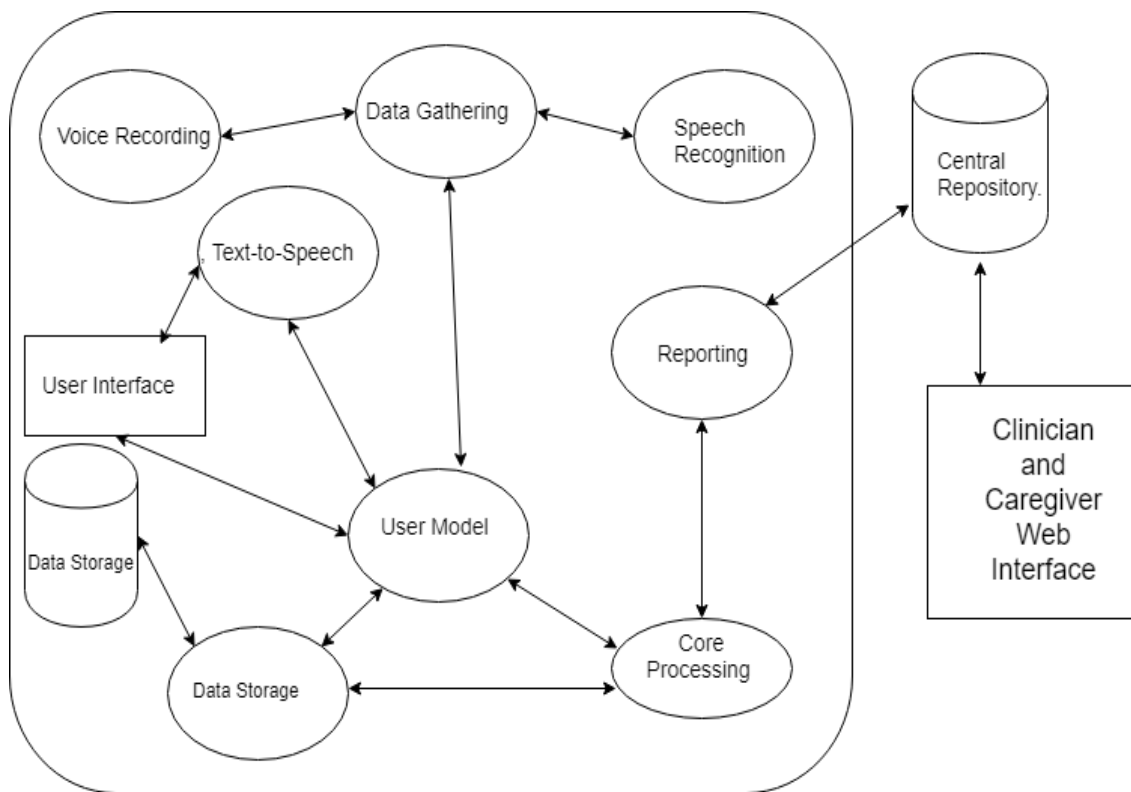 Voice Recording
Data Gathering
Speech
Recognition
Central
Repository.
, Text-to-Speech
User Interface
Reporting
Clinician
and
Caregiver
Web
Interface
Data Storage
User Model
Core
Processing
Data Storage